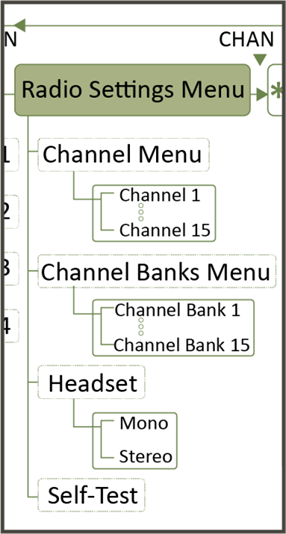 N
CHAN
Radio Settings Menu
*
1
Channel Menu
Channel 1
Channel 15
2
3
Channel Banks Menu
Channel Bank 1
Channel Bank 15
4
Headset
Mono
Stereo
Self-Test